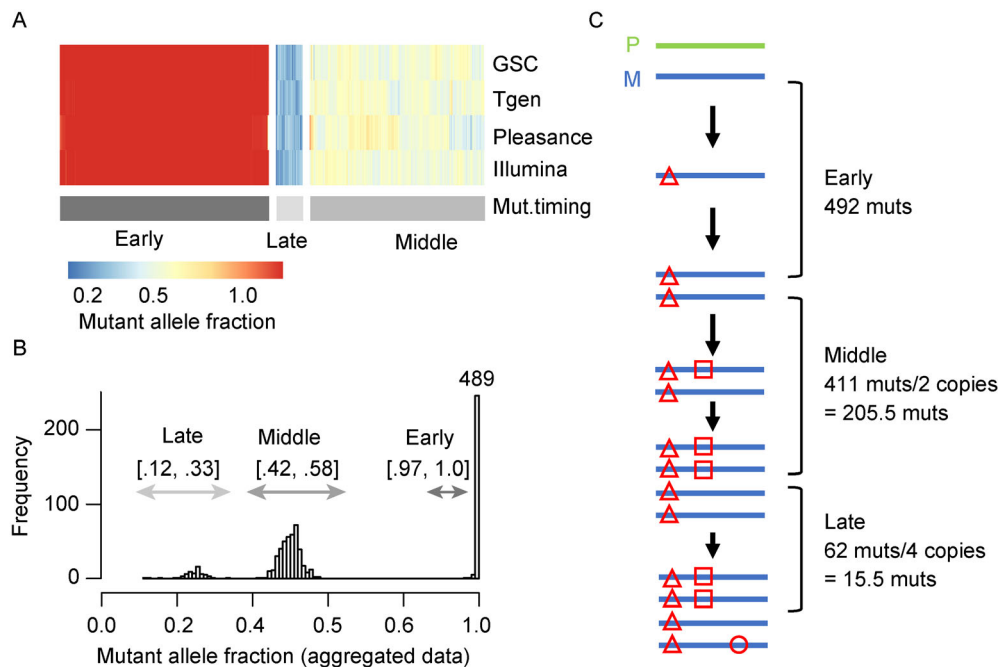 A
GSC
Tgen
Pleasance
Illumina
Mut.timing
Early
Late
Middle
0.2
0.5
1.0
Mutant allele fraction
B
489
Frequency
200
100
0
Late
[.12, .33]
Middle
[.42, .58]
Early
[.97, 1.0]
0.0
0.2
0.4
0.5
1.0
1.0
Mutant allele fraction (aggregated data)
C
P
M
Early
492 muts
Middle
411 muts/2 copies
= 205.5 muts
Late
62 muts/4 copies
= 15.5 muts